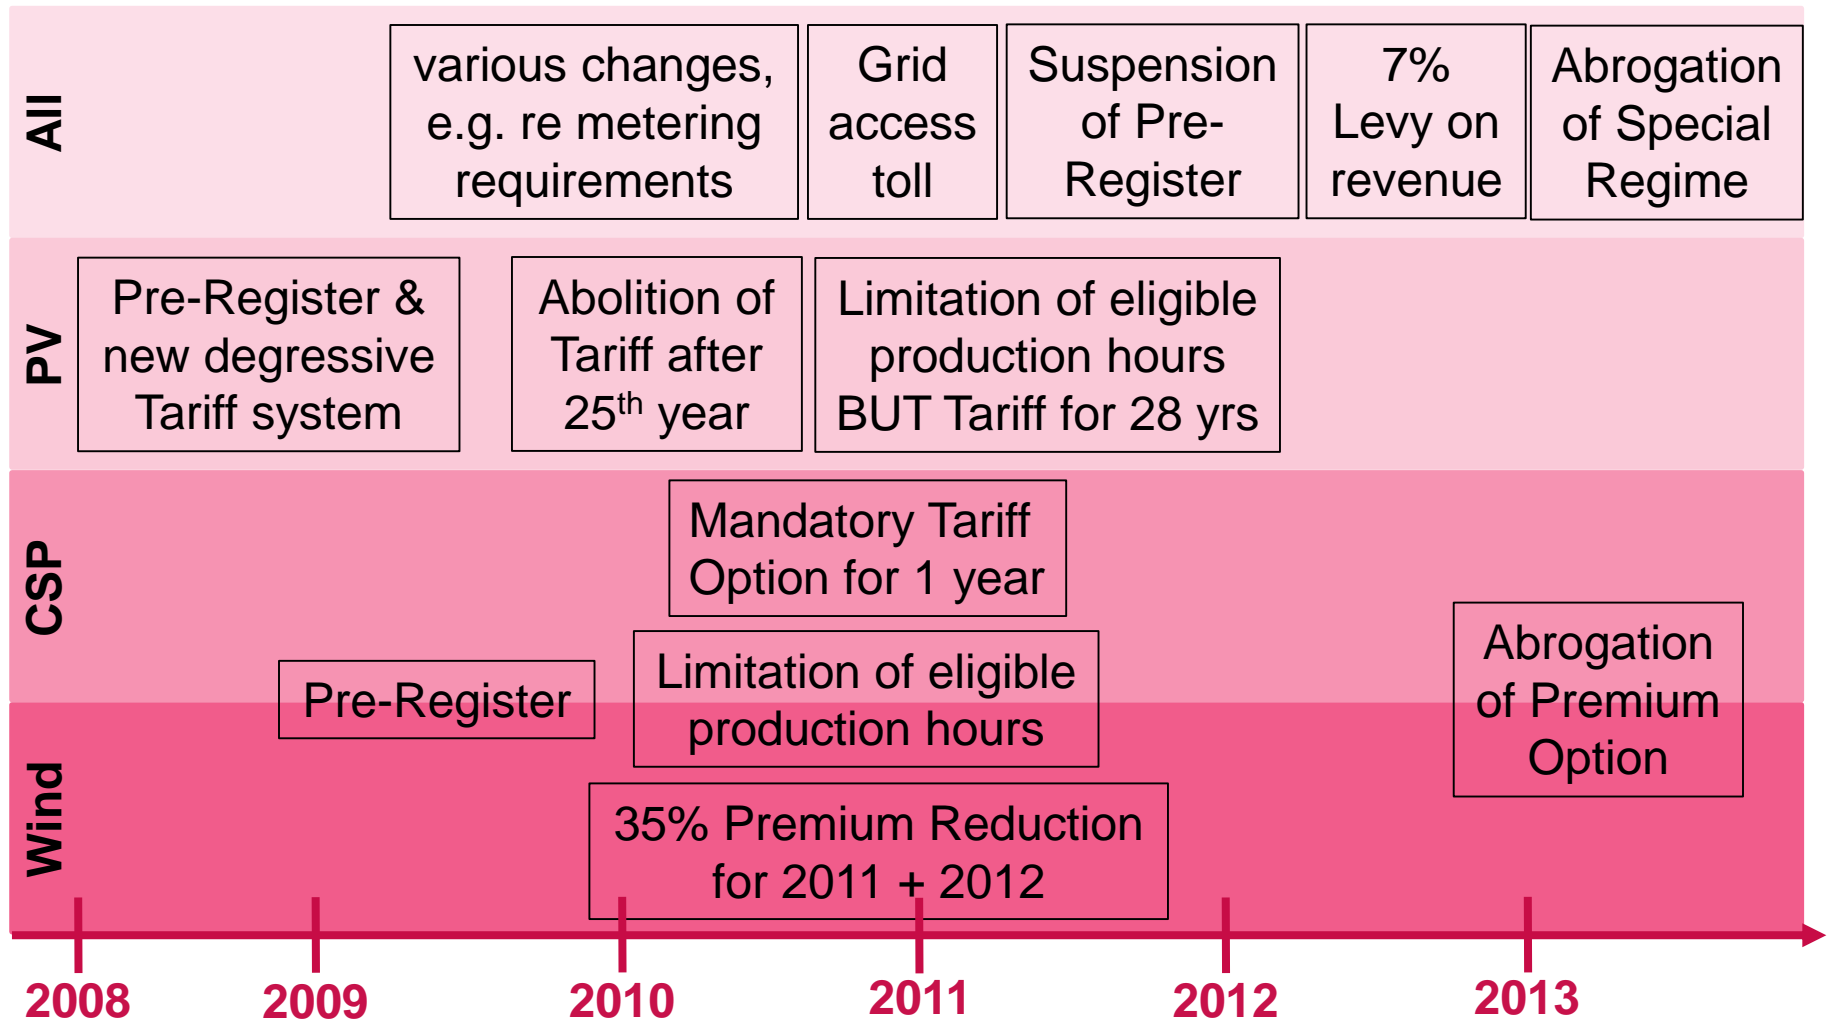 All
various changes,
e.g. re metering
requirements
Grid
access
toll
Suspension
of Pre-
Register
7%
Levy on
revenue
Abrogation
of Special
Regime
PV
Pre-Register &
new degressive
Tariff system
Abolition of
Tariff after
25th year
Limitation of eligible
production hours
BUT Tariff for 28 yrs
CSP
Mandatory Tariff
Option for 1 year
Pre-Register
Limitation of eligible
production hours
Abrogation
of Premium
Option
Wind
35% Premium Reduction
for 2011 + 2012
2008
2009
2010
2011
2012
2013